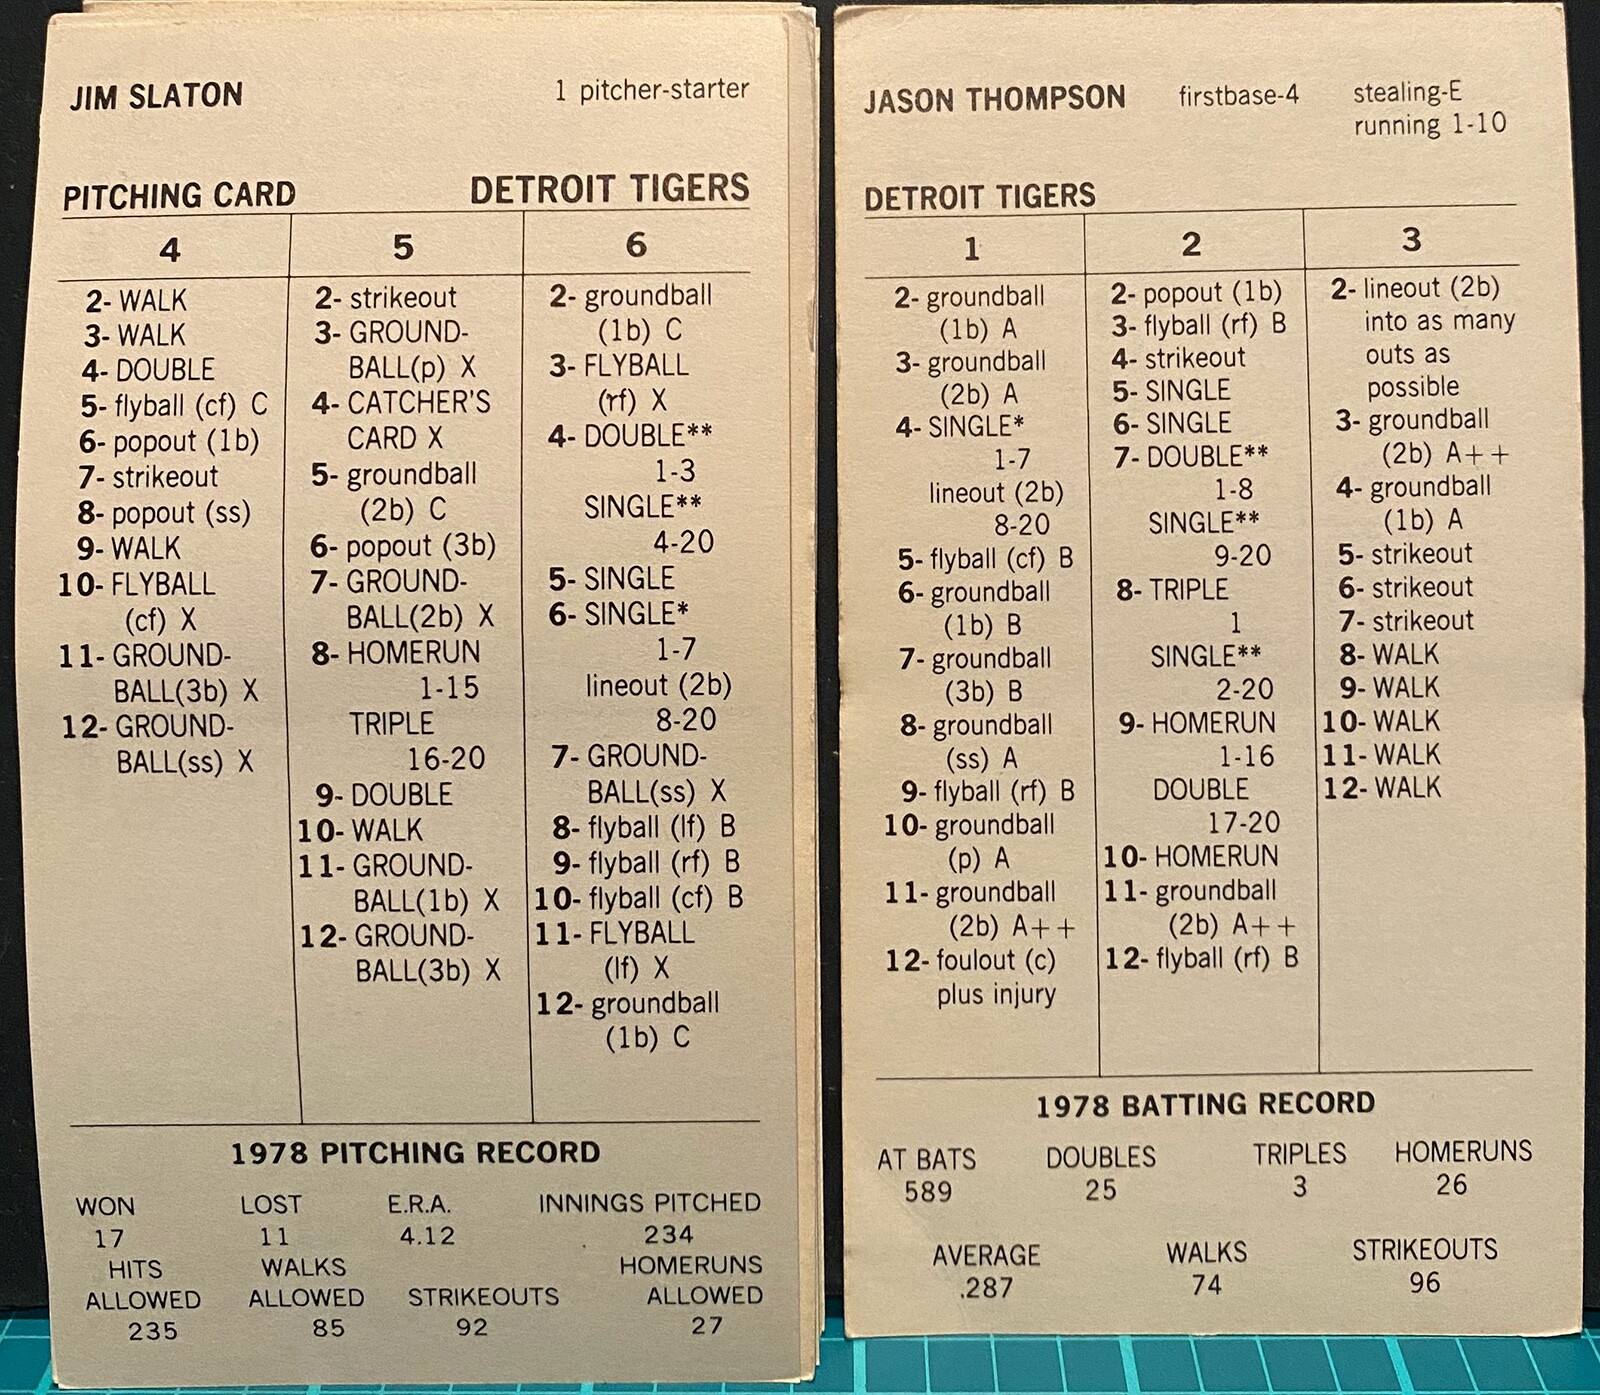 JIM SLATON 1 pitcher-starter
PITCHING CARD DETROIT TIGERS
4
2- WALK
3- WALK
4- DOUBLE
5- flyball (cf) C
6- popout (1b)
7- strikeout
8- popout (ss)
9- WALK
10- FLYBALL
(cf) X
11- GROUND-
BALL(3b) X
12- GROUND-
BALL(ss) X
5
2- strikeout
3- GROUND-
BALL(p) X
4- CATCHER'S
CARD X
5- groundball
(2b) C
6- popout (3b)
7- GROUND-
BALL(2b) X
8- HOMERUN
1-15
TRIPLE
16-20
9- DOUBLE
10- WALK
11- GROUND-
BALL(1b) X
12- GROUND-
BALL(3b) X
6
2- groundball
(1b) C
3- FLYBALL
(rf) X
4- DOUBLE**
1-3
SINGLE**
4-20
5- SINGLE
6- SINGLE*
1-7
lineout (2b)
8-20
7- GROUND-
BALL(ss) X
8- flyball (lf) B
9- flyball (rf) B
10- flyball (cf) B
11- FLYBALL
(lf) X
12- groundball
(1b) C
1978 PITCHING RECORD
WON LOST E.R.A. INNINGS PITCHED
17 11 4.12 234
HITS WALKS HOMERUNS
ALLOWED ALLOWED STRIKEOUTS ALLOWED
235 85 92 27
JASON THOMPSON firstbase-4 stealing-E
running 1-10
DETROIT TIGERS
1
2- groundball
(1b) A
3- groundball
(2b) A
4- SINGLE*
1-7
lineout (2b)
8-20
5- flyball (cf) B
6- groundball
(1b) B
7- groundball
(3b) B
8- groundball
(ss) A
9- flyball (rf) B
10- groundball
(p) A
11- groundball
(2b) A++
12- foulout (c)
plus injury
2
2- popout (1b)
3- flyball (rf) B
4- strikeout
5- SINGLE
6- SINGLE
7- DOUBLE**
1-8
SINGLE**
9-20
8- TRIPLE
1
SINGLE**
2-20
9- HOMERUN
1-16
DOUBLE
17-20
10- HOMERUN
11- groundball
(2b) A++
12- flyball (rf) B
3
2- lineout (2b)
into as many
outs as
possible
3- groundball
(2b) A++
4- groundball
(1b) A
5- strikeout
6- strikeout
7- strikeout
8- WALK
9- WALK
10- WALK
11- WALK
12- WALK
1978 BATTING RECORD
AT BATS DOUBLES TRIPLES HOMERUNS
589 25 3 26
AVERAGE WALKS STRIKEOUTS
.287 74 96